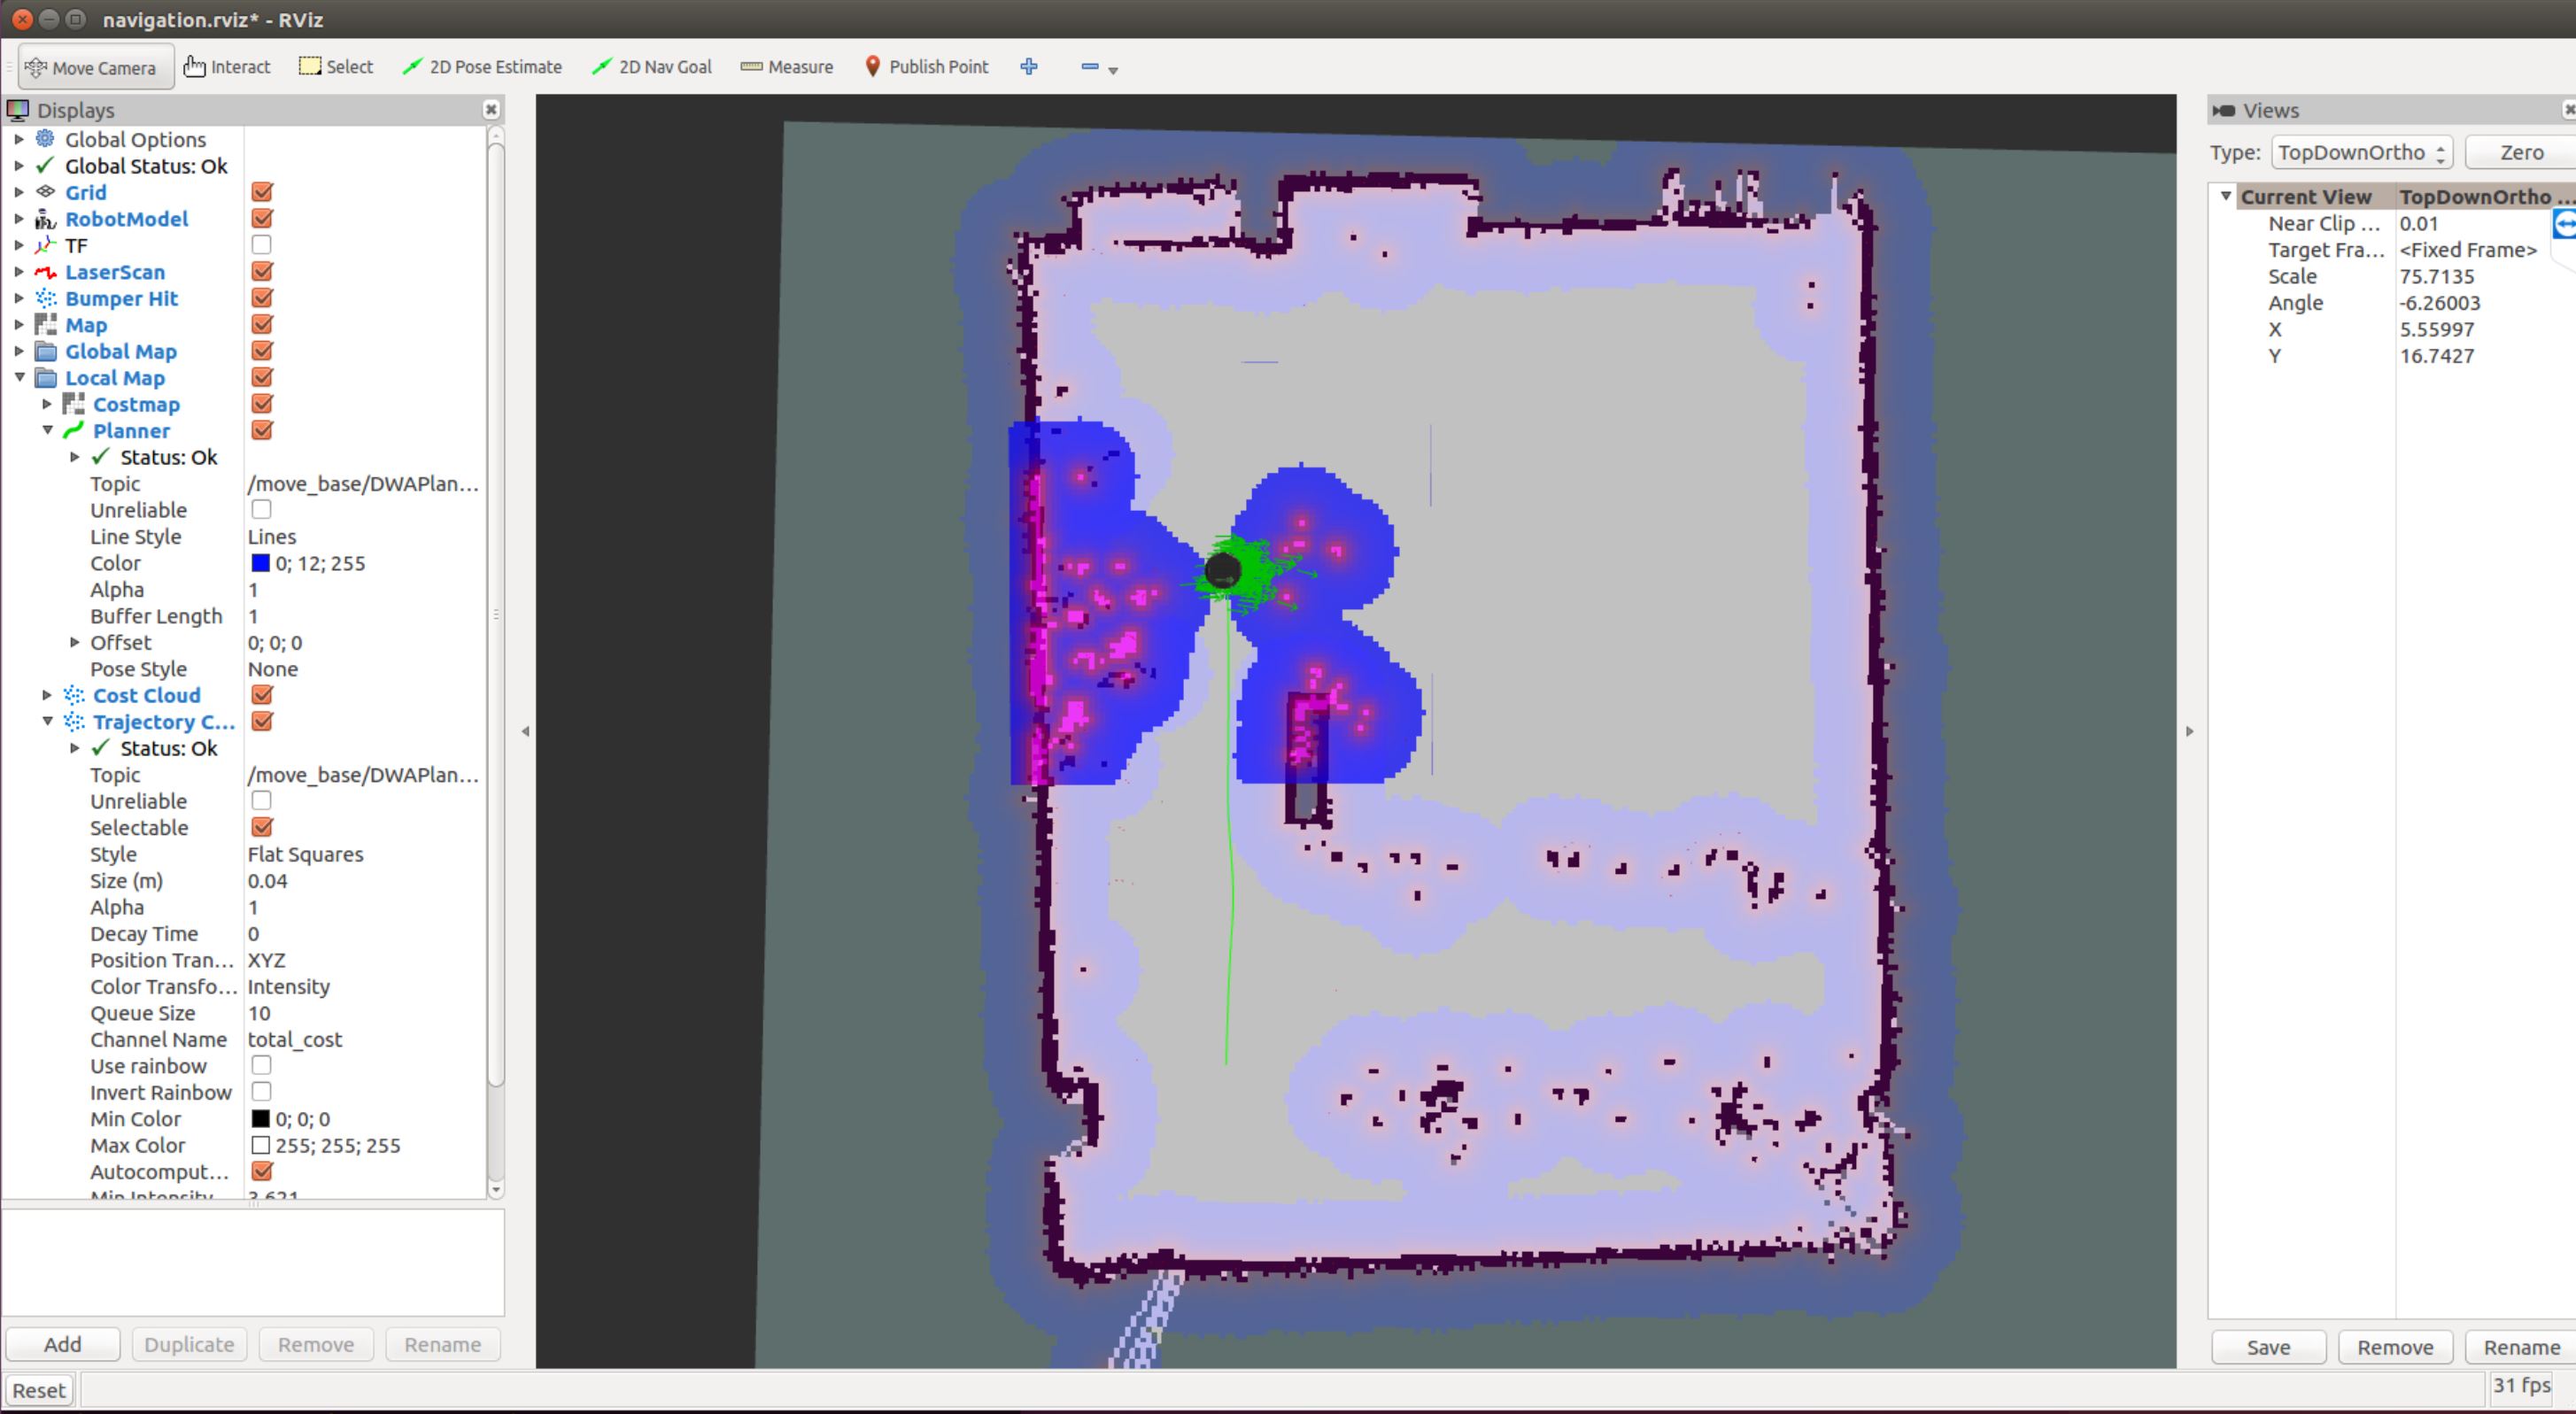 navigation.rviz* - RViz
Move Camera Interact Select 2D Pose Estimate 2D Nav Goal Measure Publish Point
Displays
Global Options
Global Status: Ok
Grid
RobotModel
TF
LaserScan
Bumper Hit
Map
Global Map
Local Map
Costmap
Planner
Status: Ok
Topic /move_base/DWAPlan...
Unreliable
Line Style Lines
Color 0; 12; 255
Alpha 1
Buffer Length 1
Offset 0; 0; 0
Pose Style None
Cost Cloud
Trajectory C...
Status: Ok
Topic /move_base/DWAPlan...
Unreliable
Selectable
Style Flat Squares
Size (m) 0.04
Alpha 1
Decay Time 0
Position Tran... XYZ
Color Transfo... Intensity
Queue Size 10
Channel Name total_cost
Use rainbow
Invert Rainbow
Min Color 0; 0; 0
Max Color 255; 255; 255
Autocomput...
Min Intensity 3.621
Add Duplicate Remove Rename
Reset
Views
Type: TopDownOrtho Zero
Current View TopDownOrtho ...
Near Clip ... 0.01
Target Fra... <Fixed Frame>
Scale 75.7135
Angle -6.26003
X 5.55997
Y 16.7427
Save Remove Rename
31 fps